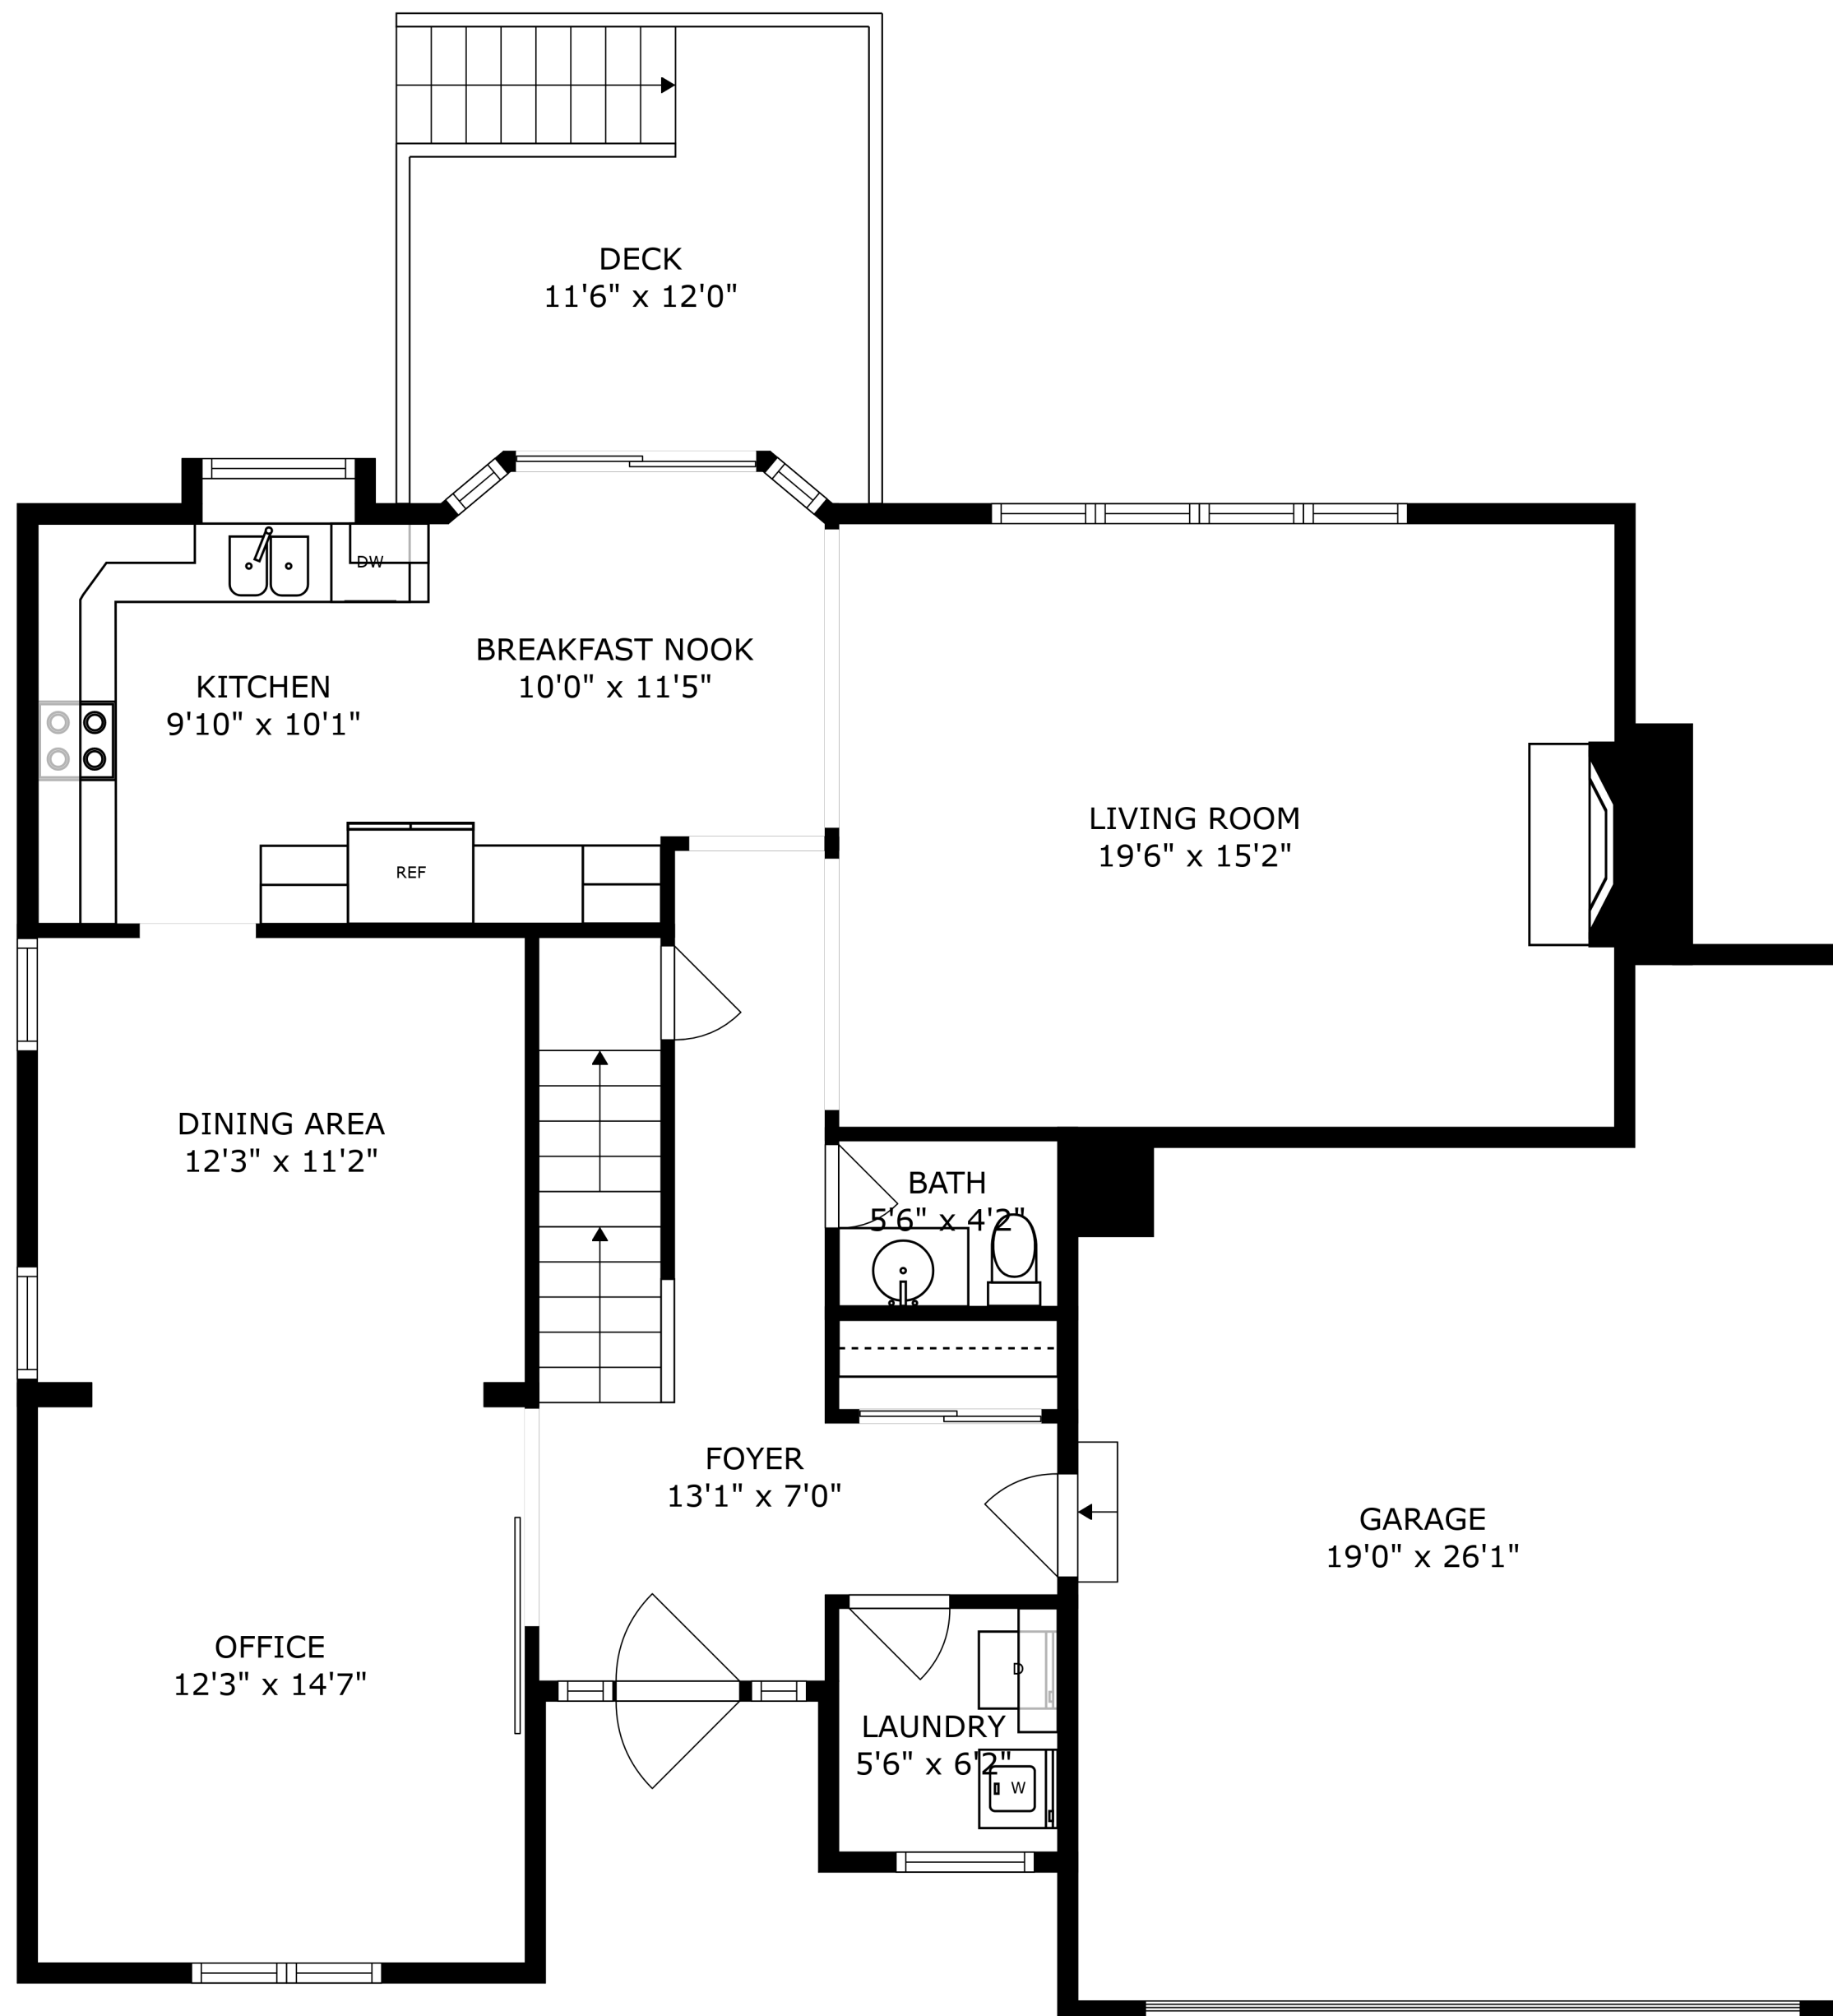 DECK
11'6" x 12'0"
DW
BREAKFAST NOOK
10'0" x 11'5"
KITCHEN
9'10" x 10'1"
LIVING ROOM
19'6" x 15'2"
REF
DINING AREA
12'3" x 11'2"
BATH
5'6" x 4'2"
FOYER
13'1" x 7'0"
GARAGE
19'0" x 26'1"
OFFICE
12'3" x 14'7"
D
LAUNDRY
5'6" x 6'2"
W